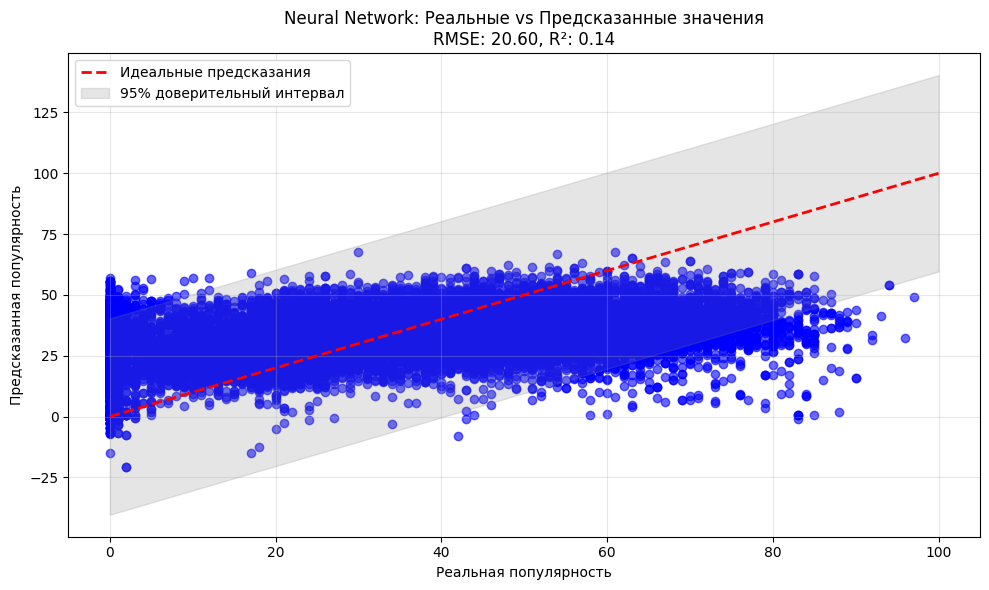 Neural Network: Реальные vs Предсказанные значения
RMSE: 20.60, R²: 0.14
Идеальные предсказания
95% доверительный интервал
Предсказанная популярность
125
100
75
50
25
0
−25
0
20
40
60
80
100
Реальная популярность